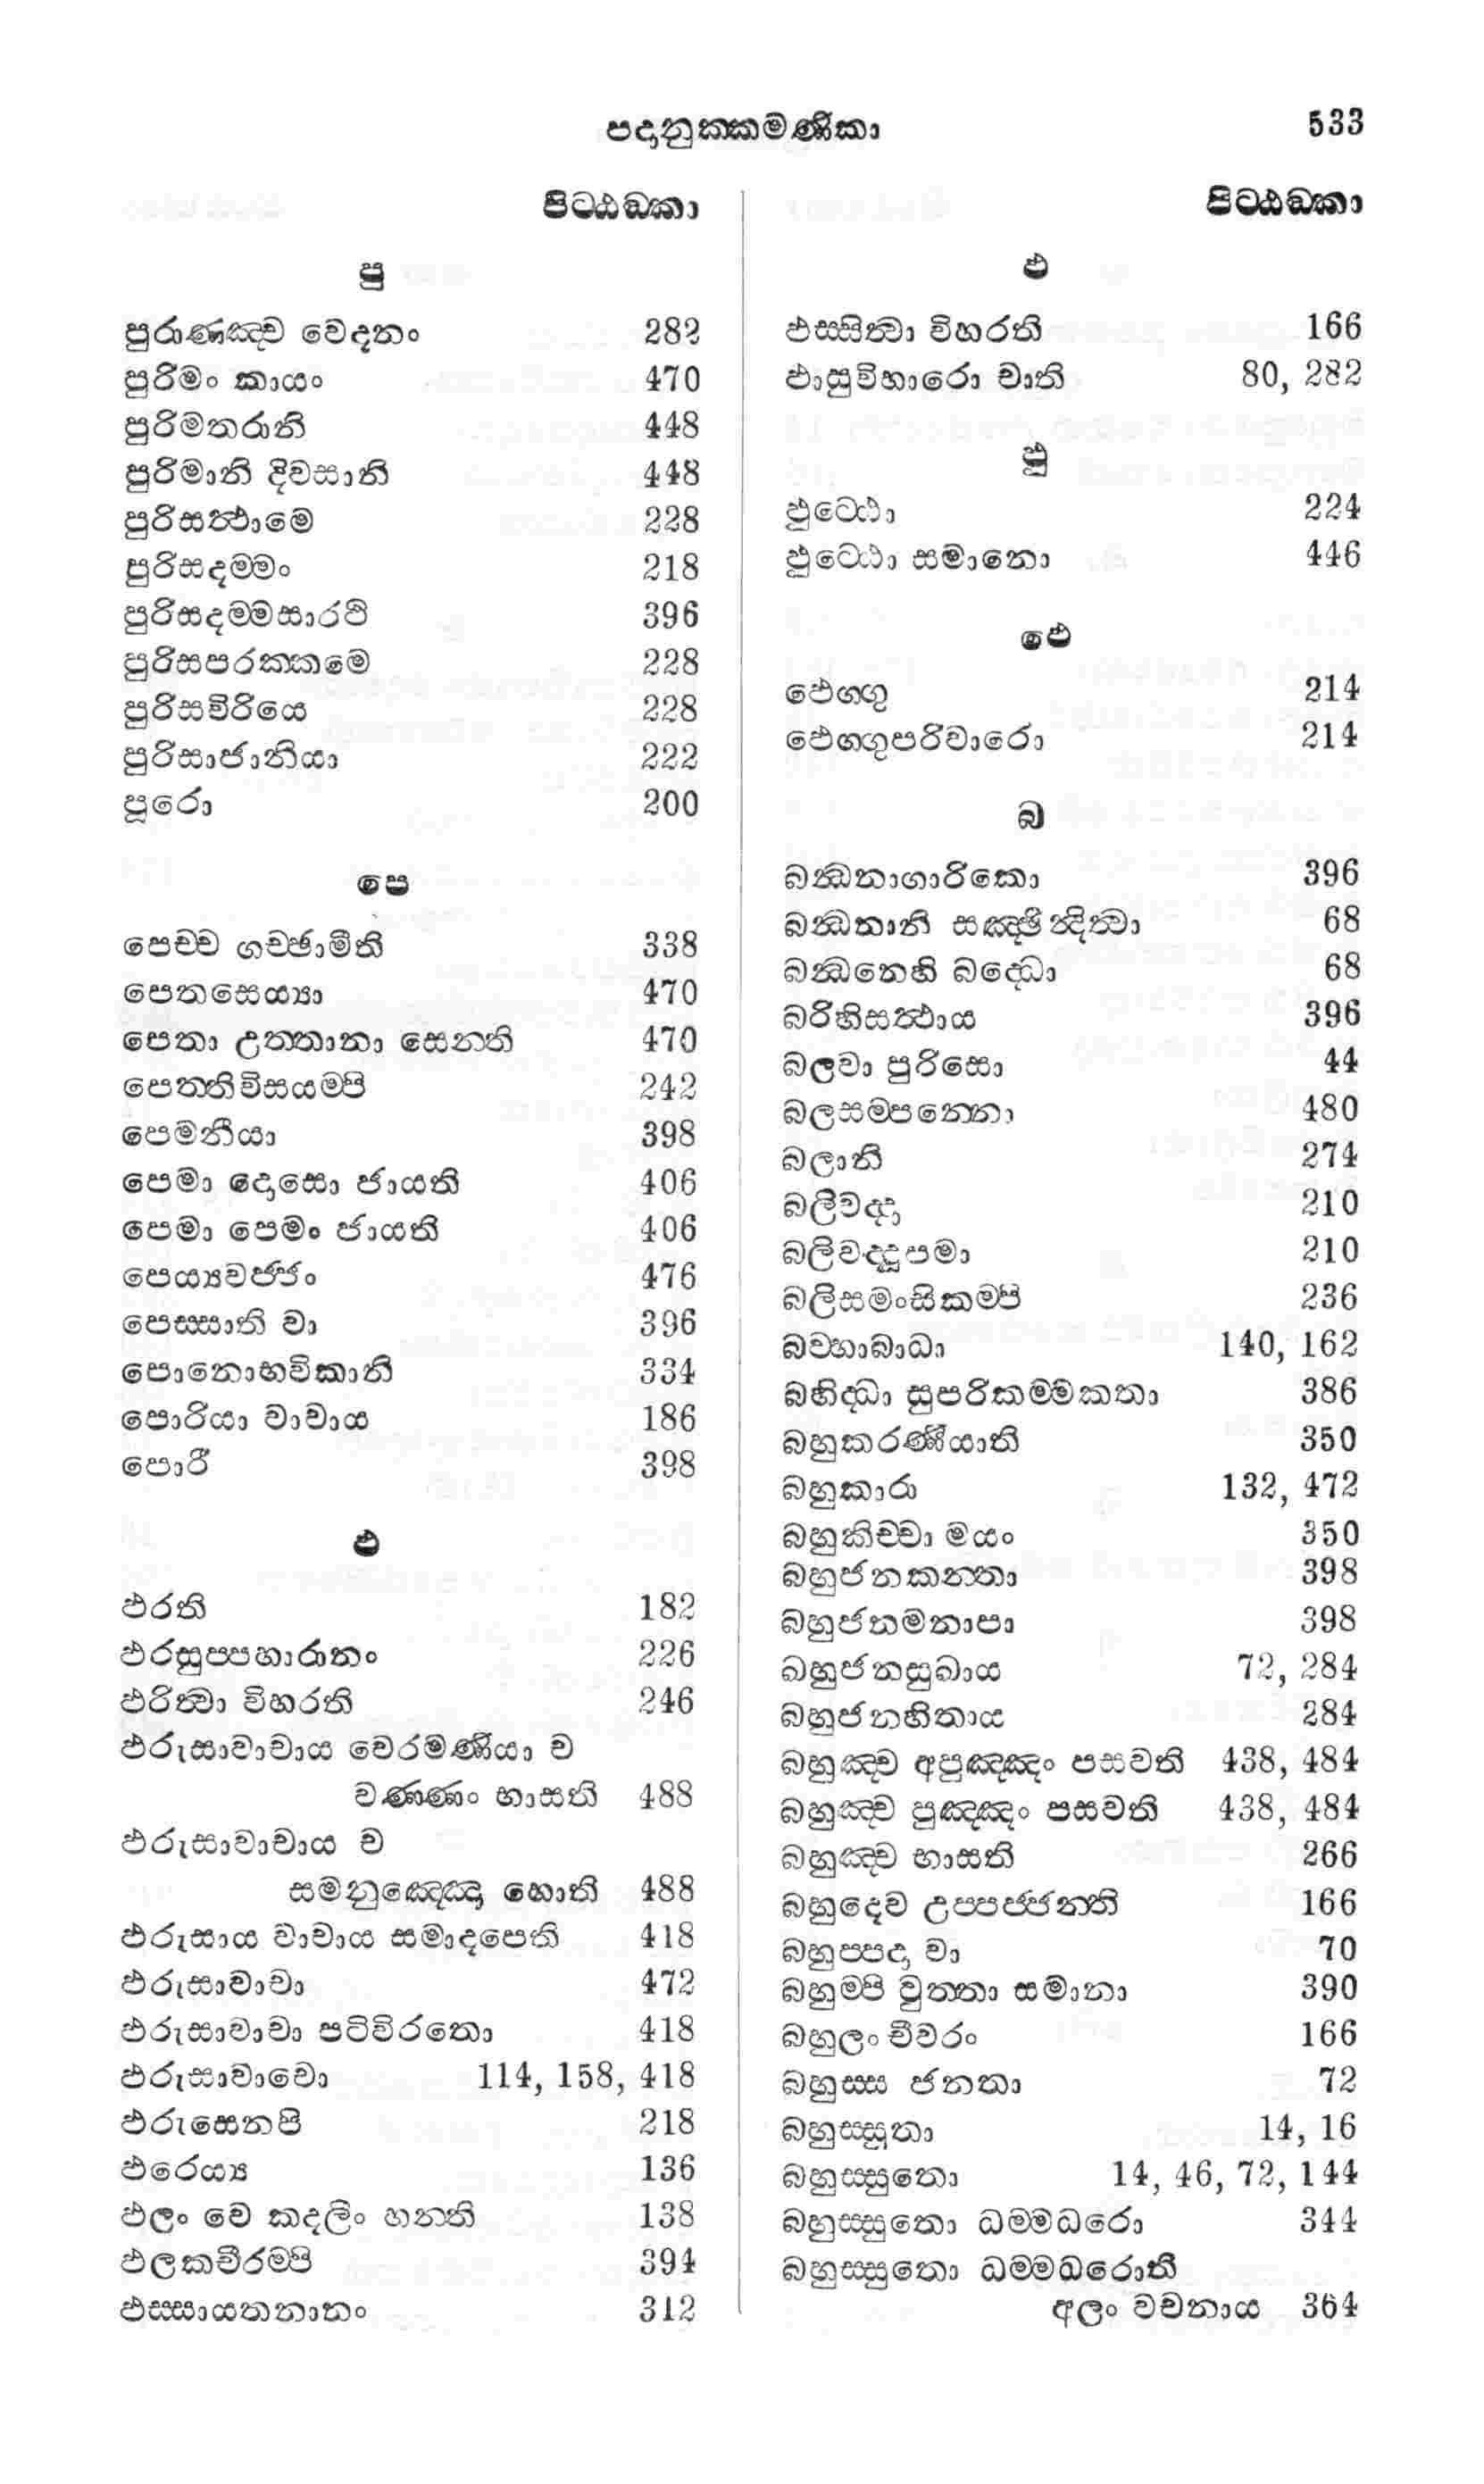 පදානුක්කමණිකා 533
පිට්ඨඞ්කා
පු
පුරාණඤ්ච වෙදනං 282
පුරිමං කායං 470
පුරිමතරානි 448
පුරිමානි දිවසානි 448
පුරිසත්ථාමෙ 228
පුරිසදම්මං 218
පුරිසදම්මසාරථි 396
පුරිසපරක්කමෙ 228
පුරිසවිරියෙ 228
පුරිසාජානියා 222
පූරො 200
පෙ
පෙච්ච ගච්ඡාමීති 338
පෙතසෙය්‍යා 470
පෙතා උත්තානා සෙන්ති 470
පෙත්තිවිසයම්පි 242
පෙමනීයා 398
පෙමා දොසො ජායති 406
පෙමා පෙමං ජායති 406
පෙය්‍යවජ්ජං 476
පෙස්සාති වා 396
පොනොභවිකානි 334
පොරියා වාචාය 186
පොරී 398
ඵ
ඵරති 182
ඵරසුප්පහාරානං 226
ඵරිත්වා විහරති 246
ඵරුසාවාචාය වෙරමණියා ච
වණ්ණං භාසති 488
ඵරුසාවාචාය ච
සමනුඤ්ඤො හොති 488
ඵරුසාය වාචාය සමාදපෙති 418
ඵරුසාවාචා 472
ඵරුසාවාචා පටිවිරතො 418
ඵරුසාවාචො 114, 158, 418
ඵරුසෙනපි 218
ඵරෙය්‍ය 136
ඵලං වෙ කදලිං හන්ති 138
ඵලකචීරම්පි 394
ඵස්සායතනානං 312
පිට්ඨඞ්කා
ඵ
ඵස්සිත්වා විහරති 166
ඵාසුවිහාරො චාති 80, 282
ඵු
ඵුට්ඨො 224
ඵුට්ඨො සමානො 446
ඵෙ
ඵෙග්ගු 214
ඵෙග්ගුපරිවාරො 214
බ
බන්ධනාගාරිකො 396
බන්ධනානි සඤ්ඡින්දිත්වා 68
බන්ධනෙහි බද්ධො 68
බරිහිසත්ථාය 396
බලවා පුරිසො 44
බලසම්පන්නො 480
බලානි 274
බලිවද්දා 210
බලිවද්දූපමා 210
බලිසමංසිකම්පි 236
බව්හාබාධා 140, 162
බහිද්ධා සුපරිකම්මකතා 386
බහුකරණීයාති 350
බහුකාරා 132, 472
බහුකිච්චා මයං 350
බහුජනකන්තා 398
බහුජනමනාපා 398
බහුජනසුඛාය 72, 284
බහුජනහිතාය 284
බහුඤ්ච අපුඤ්ඤං පසවති 438, 484
බහුඤ්ච පුඤ්ඤං පසවති 438, 484
බහුඤ්ච භාසති 266
බහුදෙව උප්පජ්ජන්ති 166
බහුප්පදා වා 70
බහුම්පි වුත්තා සමානා 390
බහුලං චීවරං 166
බහුස්ස ජනතා 72
බහුස්සුතා 14, 16
බහුස්සුතො 14, 46, 72, 144
බහුස්සුතො ධම්මධරො 344
බහුස්සුතො ධම්මධරොති
අලං වචනාය 364